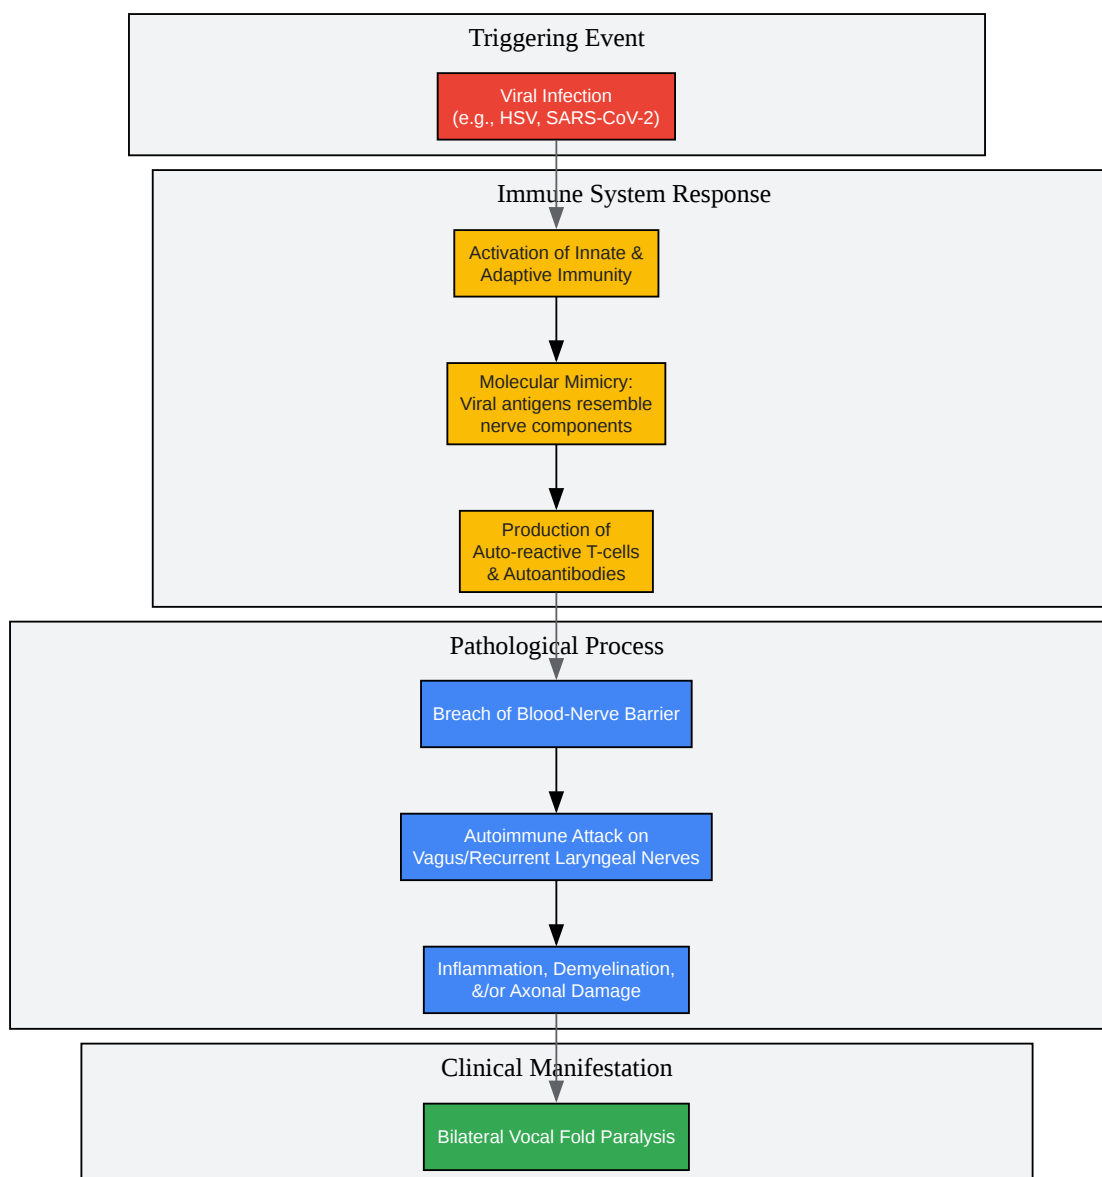 Triggering Event
Viral Infection
(e.g., HSV, SARS-CoV-2)
Immune System Response
Activation of Innate &
Adaptive Immunity
Molecular Mimicry:
Viral antigens resemble
nerve components
Production of
Auto-reactive T-cells
& Autoantibodies
Pathological Process
Breach of Blood-Nerve Barrier
Autoimmune Attack on
Vagus/Recurrent Laryngeal Nerves
Inflammation, Demyelination,
&/or Axonal Damage
Clinical Manifestation
Bilateral Vocal Fold Paralysis